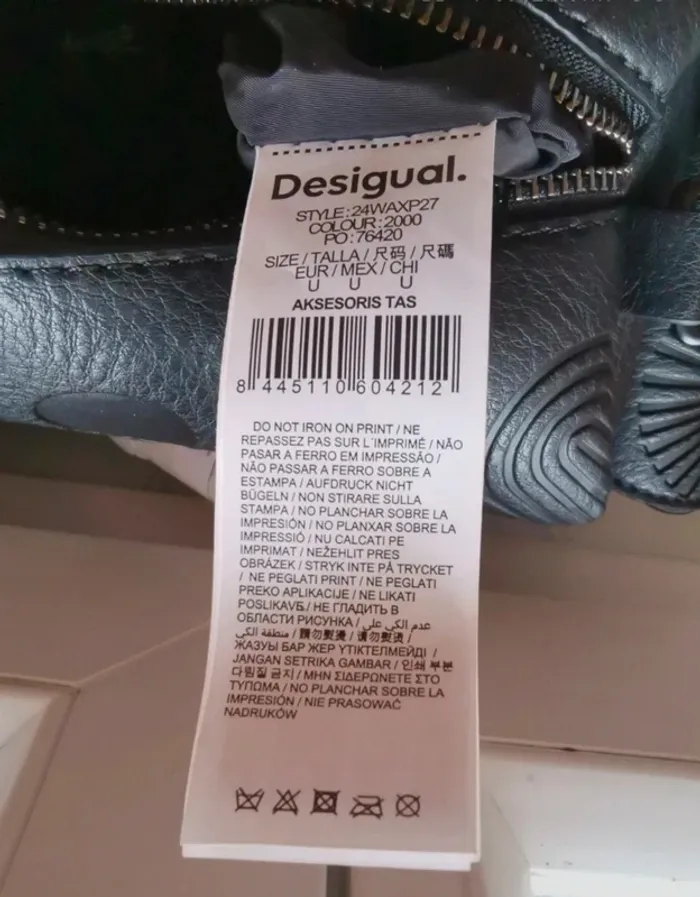 Desigual.
STYLE:24WAXP27
COLOUR:2000
PO:76420
SIZE / TALLA / 尺码 / 尺碼
EUR / MEX / CHI
U U U
AKSESORIS TAS
8 445110 604212
DO NOT IRON ON PRINT / NE
REPASSEZ PAS SUR L´IMPRIMÉ / NÃO
PASAR A FERRO EM IMPRESSÃO /
NÃO PASSAR A FERRO SOBRE A
ESTAMPA / AUFDRUCK NICHT
BÜGELN / NON STIRARE SULLA
STAMPA / NO PLANCHAR SOBRE LA
IMPRESIÓN / NO PLANXAR SOBRE LA
IMPRESSIÓ / NU CALCATI PE
IMPRIMAT / NEŽEHLIT PRES
OBRÁZEK / STRYK INTE PÅ TRYCKET
/ NE PEGLATI PRINT / NE PEGLATI
PREKO APLIKACIJE / NE LIKATI
POSLIKAVE / НЕ ГЛАДИТЬ В
ОБЛАСТИ РИСУНКА / عدم الكي على
منطقة الكي / 請勿熨燙 / 请勿熨烫 /
ЖАЗУЫ БАР ЖЕР ҮТІКТЕЛМЕЙДІ /
JANGAN SETRIKA GAMBAR / 인쇄 부분
다림질 금지 / ΜΗΝ ΣΙΔΕΡΩΝΕΤΕ ΣΤΟ
ΤΥΠΩΜΑ / NO PLANCHAR SOBRE LA
IMPRESIÓN / NIE PRASOWAĆ
NADRUKÓW